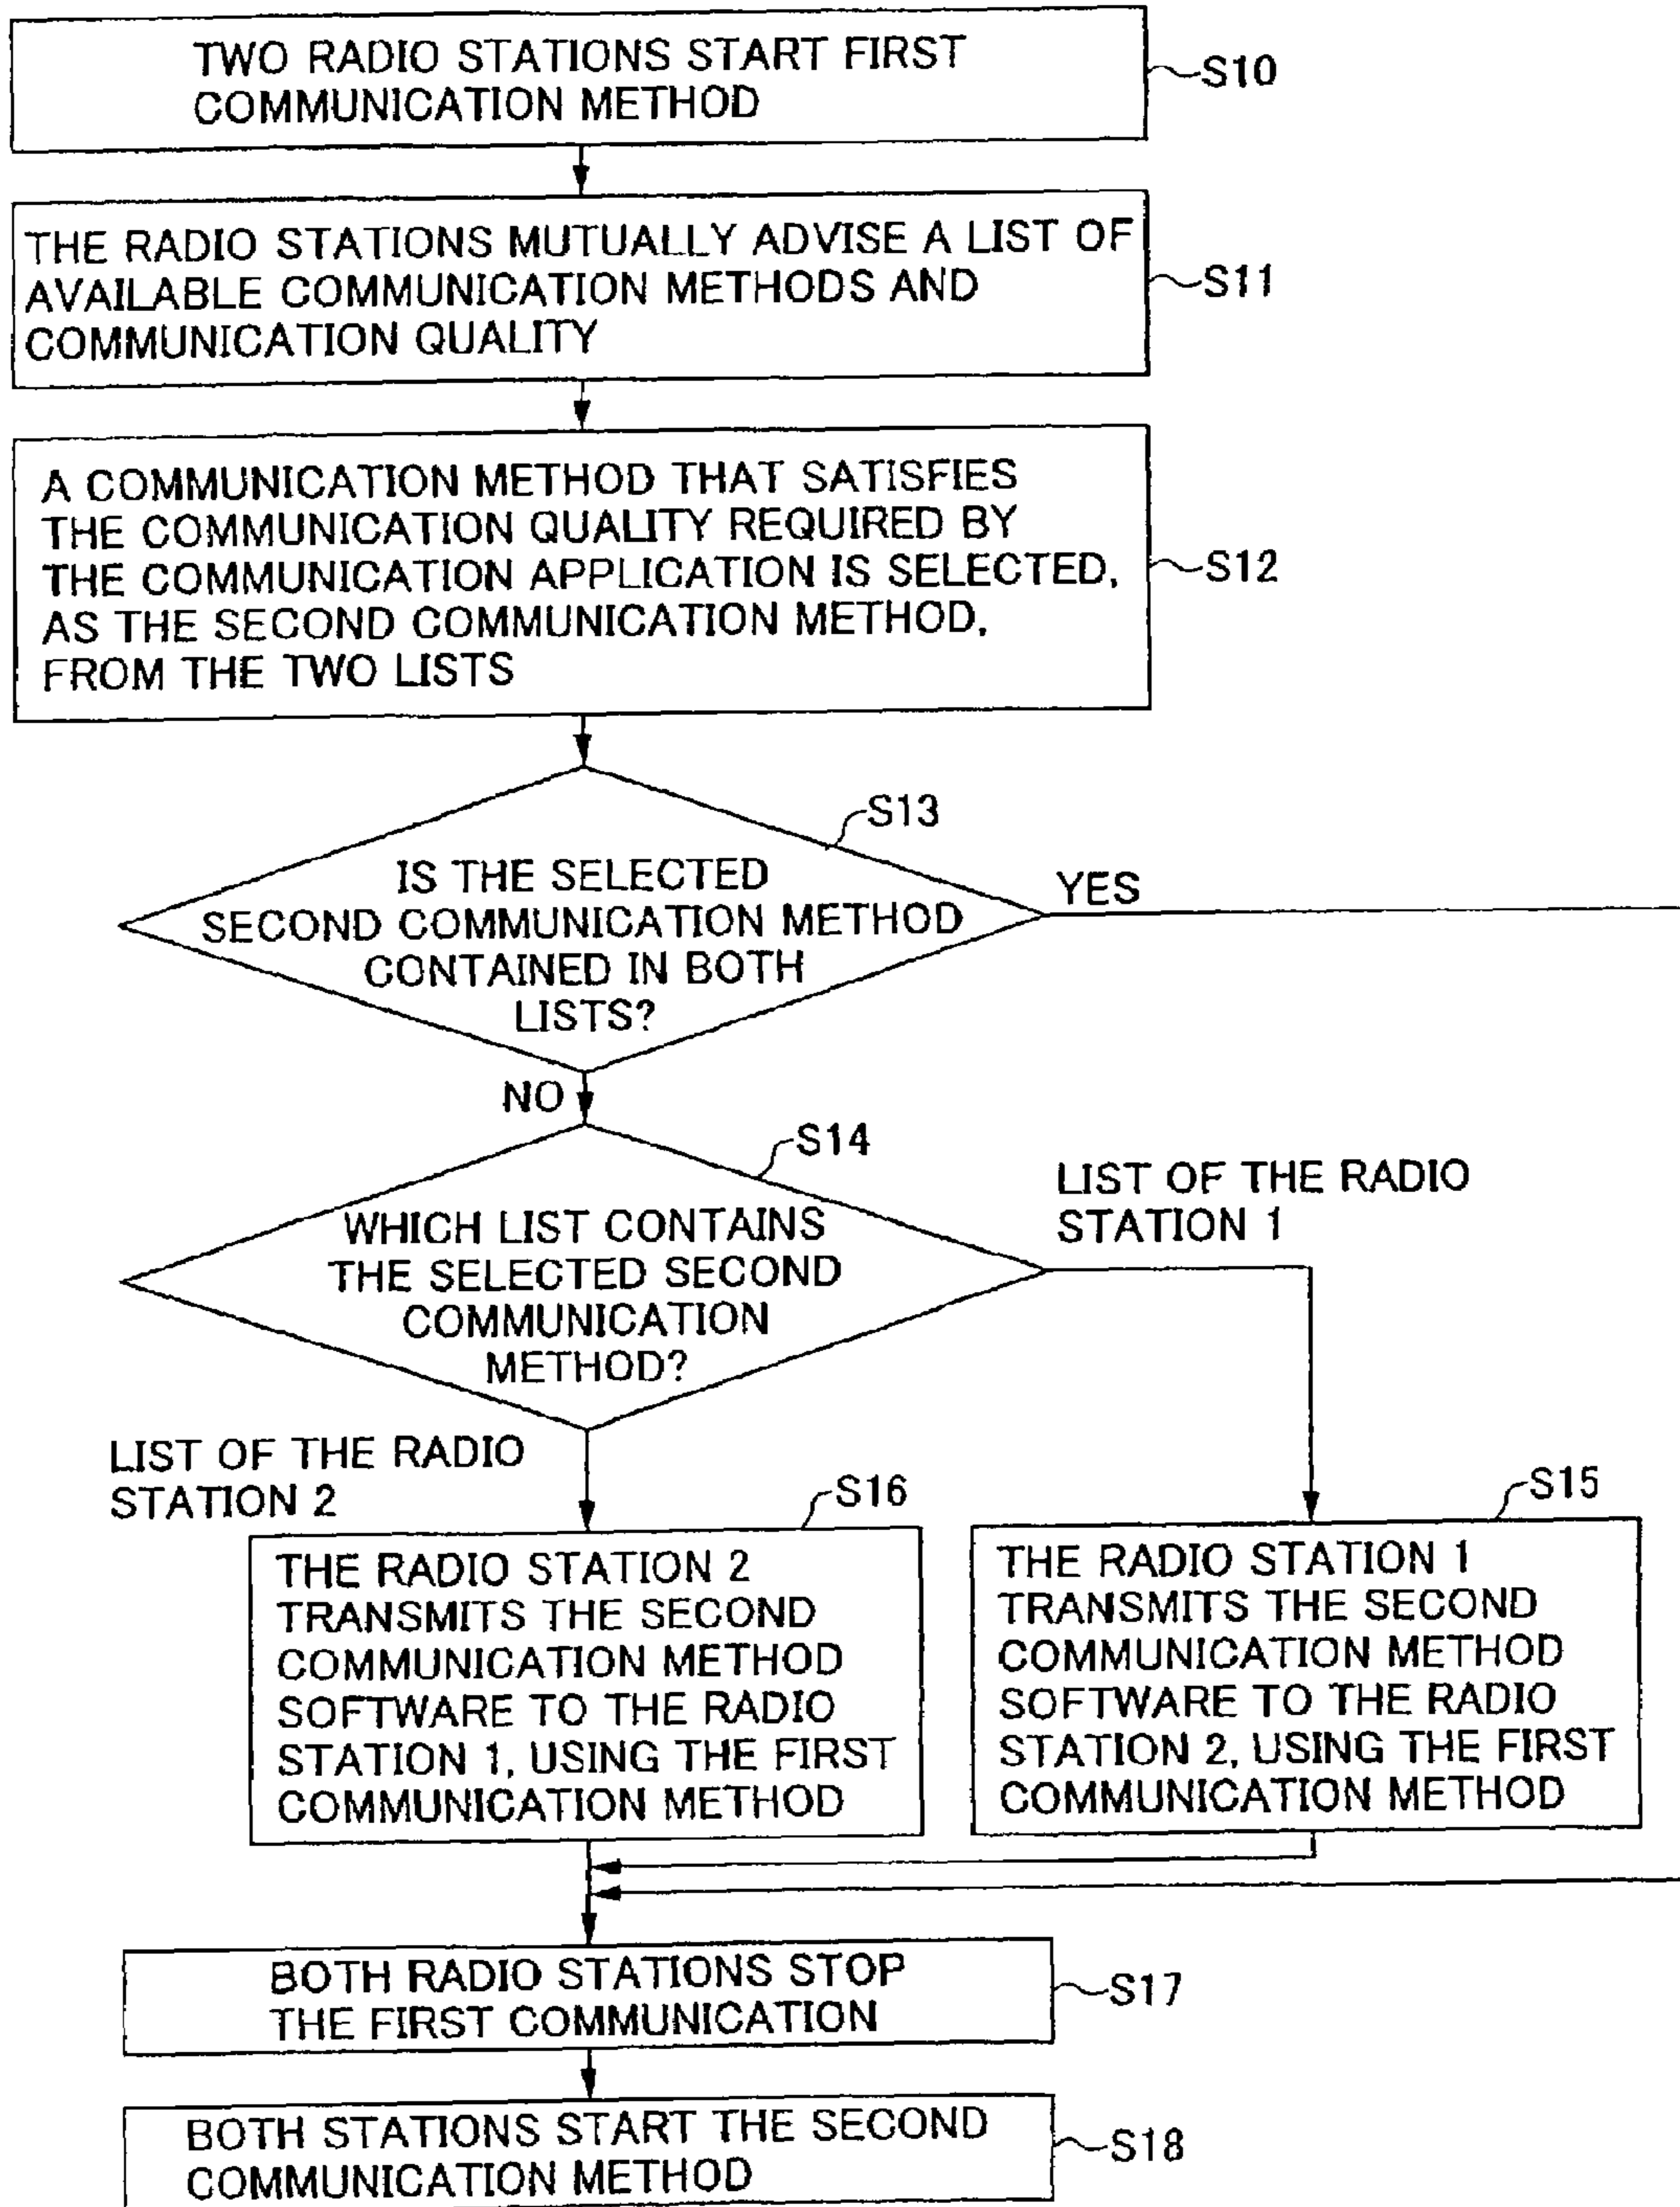 TWO RADIO STATIONS START FIRST
COMMUNICATION METHOD
S10
THE RADIO STATIONS MUTUALLY ADVISE A LIST OF
AVAILABLE COMMUNICATION METHODS AND
COMMUNICATION QUALITY
S11
A COMMUNICATION METHOD THAT SATISFIES
THE COMMUNICATION QUALITY REQUIRED BY
THE COMMUNICATION APPLICATION IS SELECTED,
AS THE SECOND COMMUNICATION METHOD,
FROM THE TWO LISTS
S12
S13
IS THE SELECTED
SECOND COMMUNICATION METHOD
CONTAINED IN BOTH
LISTS?
YES
NO
S14
WHICH LIST CONTAINS
THE SELECTED SECOND
COMMUNICATION
METHOD?
LIST OF THE RADIO
STATION 1
LIST OF THE RADIO
STATION 2
S16
THE RADIO STATION 2
TRANSMITS THE SECOND
COMMUNICATION METHOD
SOFTWARE TO THE RADIO
STATION 1, USING THE FIRST
COMMUNICATION METHOD
S15
THE RADIO STATION 1
TRANSMITS THE SECOND
COMMUNICATION METHOD
SOFTWARE TO THE RADIO
STATION 2, USING THE FIRST
COMMUNICATION METHOD
BOTH RADIO STATIONS STOP
THE FIRST COMMUNICATION
S17
BOTH STATIONS START THE SECOND
COMMUNICATION METHOD
S18